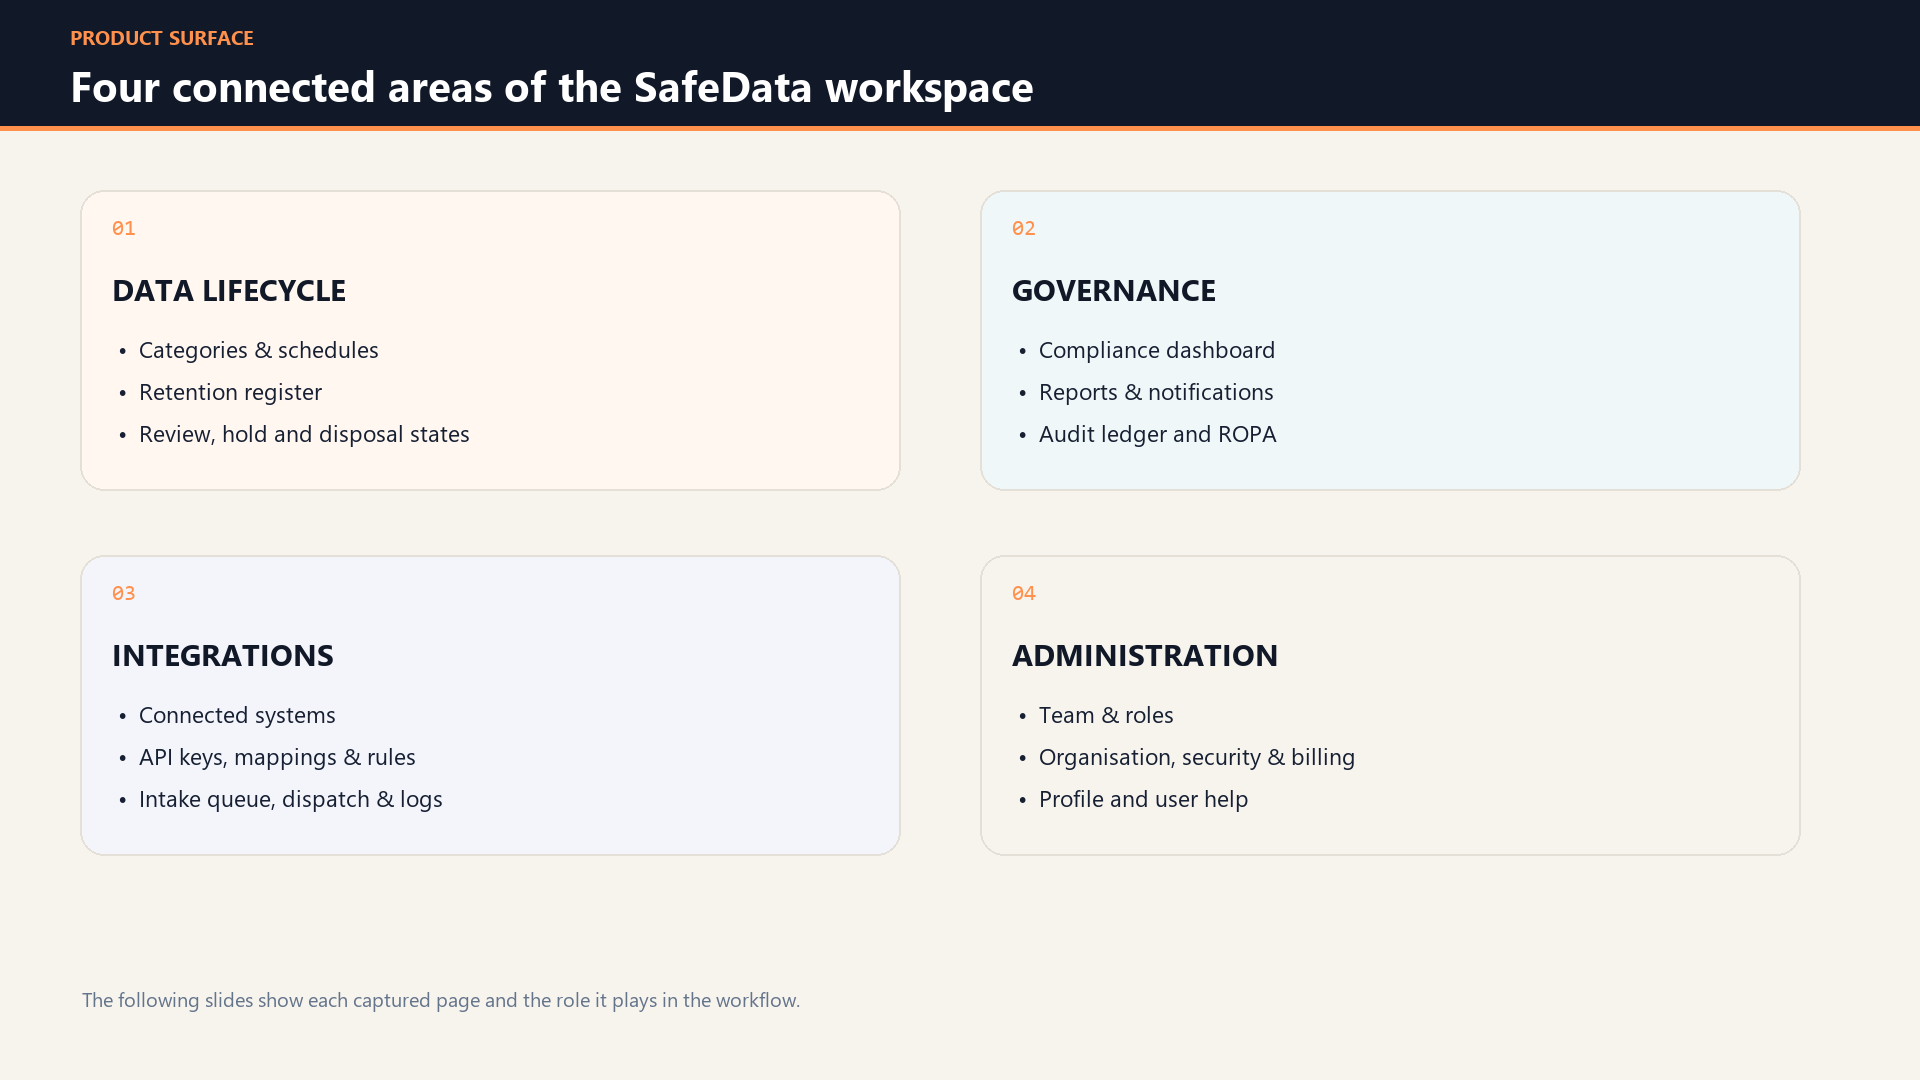 PRODUCT SURFACE
Four connected areas of the SafeData workspace
01
DATA LIFECYCLE
• Categories & schedules
• Retention register
• Review, hold and disposal states
02
GOVERNANCE
• Compliance dashboard
• Reports & notifications
• Audit ledger and ROPA
03
INTEGRATIONS
• Connected systems
• API keys, mappings & rules
• Intake queue, dispatch & logs
04
ADMINISTRATION
• Team & roles
• Organisation, security & billing
• Profile and user help
The following slides show each captured page and the role it plays in the workflow.